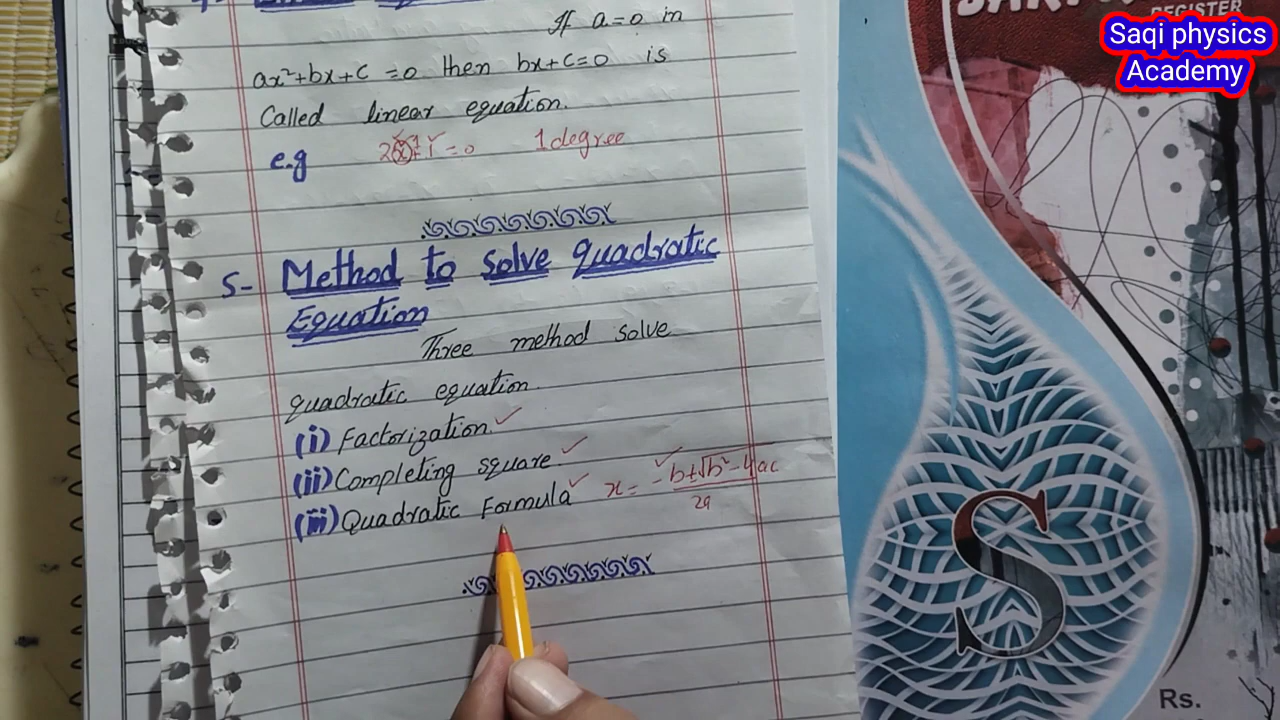 If a=0 in
ax²+bx+c =0 then bx+c=0 is
Called linear equation.
e.g 1 degree
5- Method to Solve quadratic
Equation
Three method solve
quadratic equation.
(i) Factorization.
(ii) Completing square.
(iii) Quadratic Formula x = -b±√b²-4ac
2a
REGISTER
Saqi physics
Academy
S
Rs.